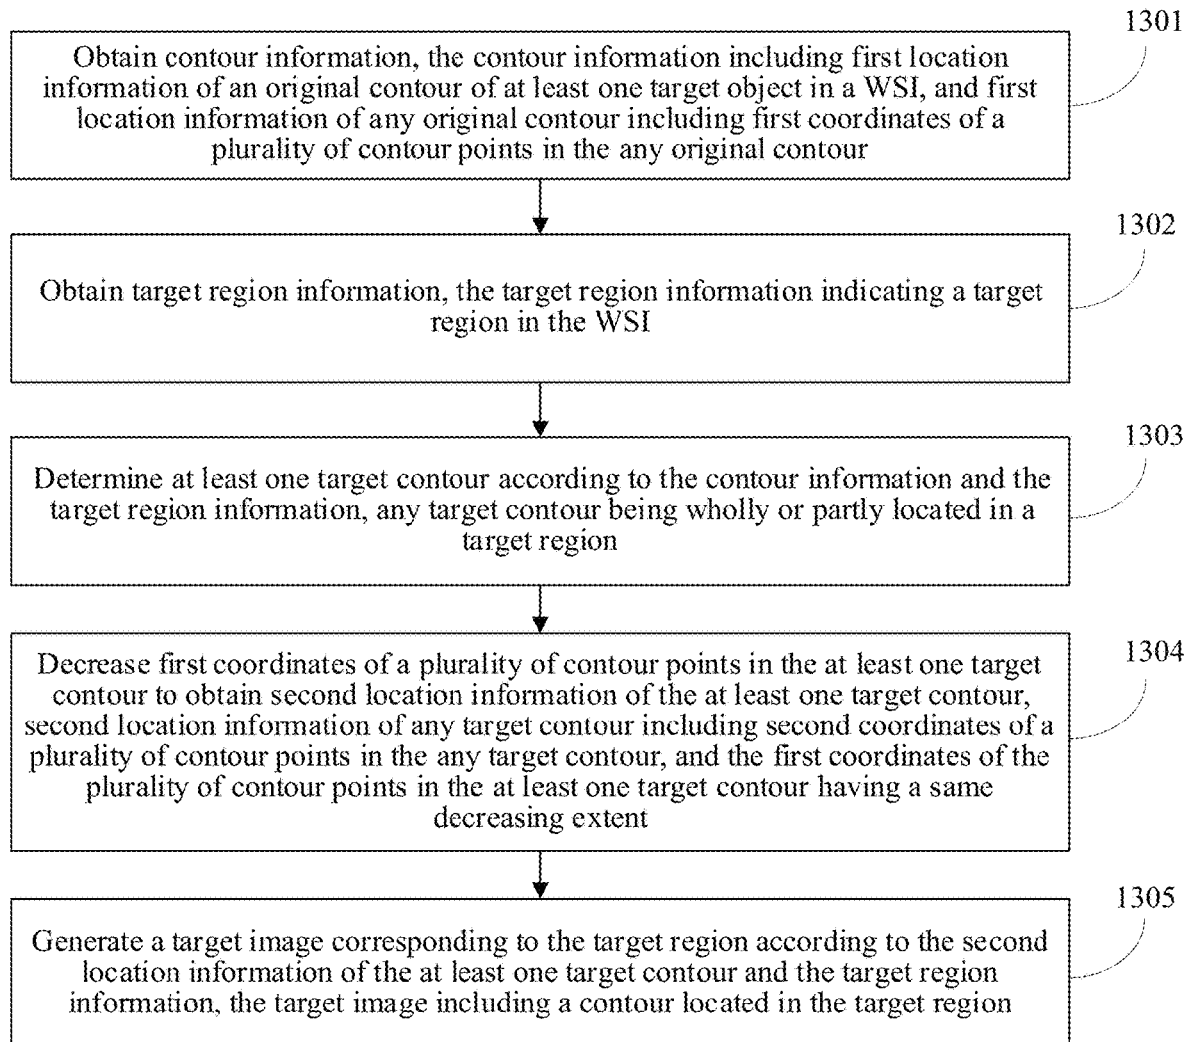 1301
Obtain contour information, the contour information including first location
information of an original contour of at least one target object in a WSI, and first
location information of any original contour including first coordinates of a
plurality of contour points in the any original contour
1302
Obtain target region information, the target region information indicating a target
region in the WSI
1303
Determine at least one target contour according to the contour information and the
target region information, any target contour being wholly or partly located in a
target region
1304
Decrease first coordinates of a plurality of contour points in the at least one target
contour to obtain second location information of the at least one target contour,
second location information of any target contour including second coordinates of a
plurality of contour points in the any target contour, and the first coordinates of the
plurality of contour points in the at least one target contour having a same
decreasing extent
1305
Generate a target image corresponding to the target region according to the second
location information of the at least one target contour and the target region
information, the target image including a contour located in the target region